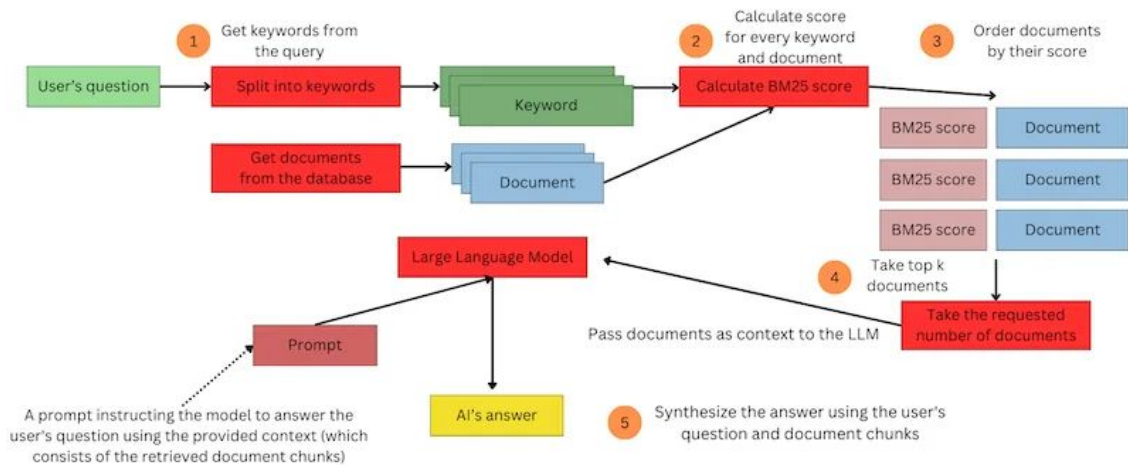 1
Get keywords from
the query
2
Calculate score
for every keyword
and document
3
Order documents
by their score
User's question
Split into keywords
Keyword
Calculate BM25 score
BM25 score
Document
Get documents
from the database
Document
BM25 score
Document
BM25 score
Document
Large Language Model
4
Take top k
documents
Prompt
Pass documents as context to the LLM
Take the requested
number of documents
A prompt instructing the model to answer the
user's question using the provided context (which
consists of the retrieved document chunks)
AI's answer
5
Synthesize the answer using the user's
question and document chunks